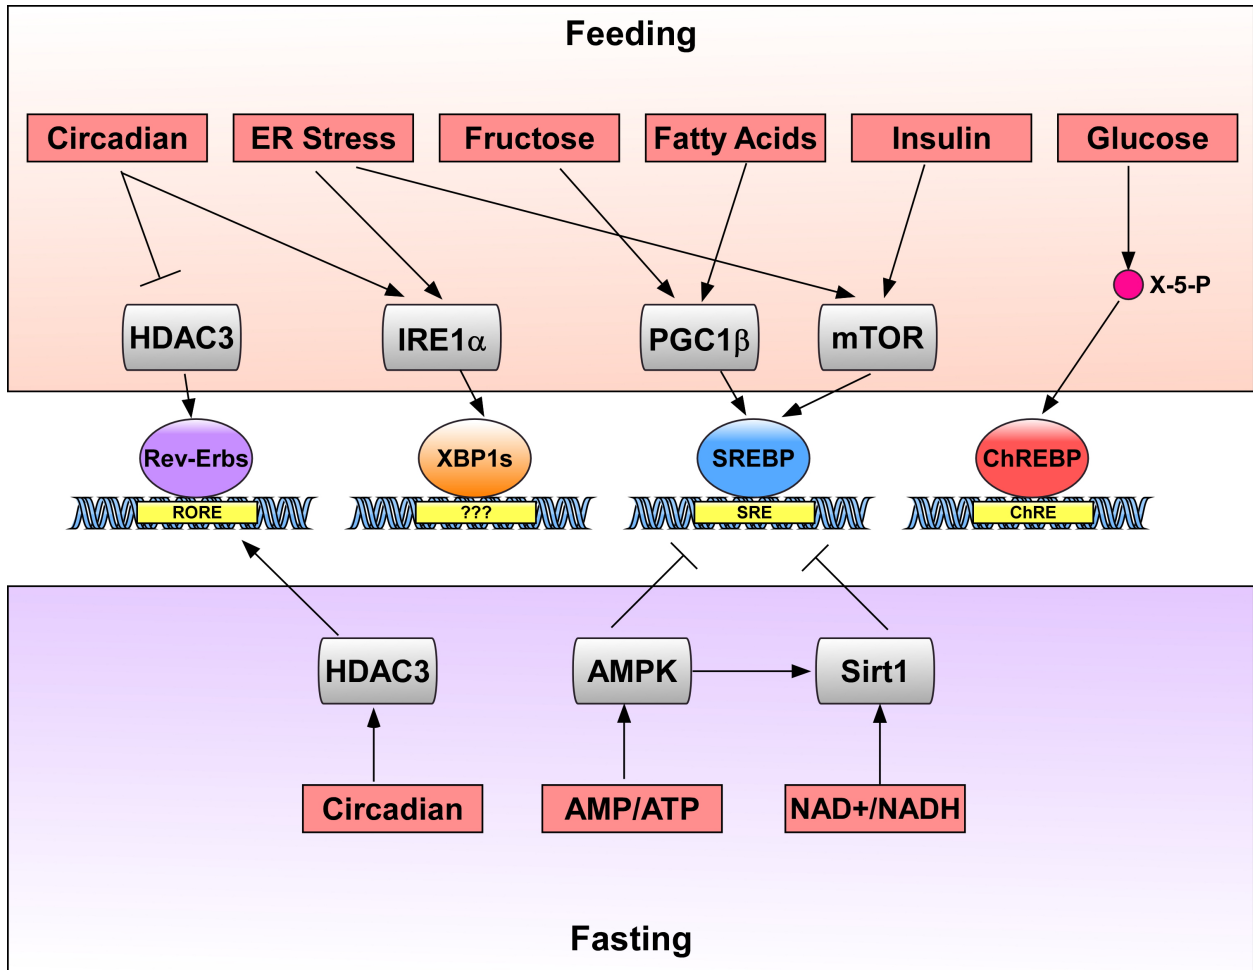 Feeding
Circadian
ER Stress
Fructose
Fatty Acids
Insulin
Glucose
X-5-P
HDAC3
IRE1α
PGC1β
mTOR
Rev-Erbs
XBP1s
SREBP
ChREBP
RORE
???
SRE
ChRE
HDAC3
AMPK
Sirt1
Circadian
AMP/ATP
NAD+/NADH
Fasting